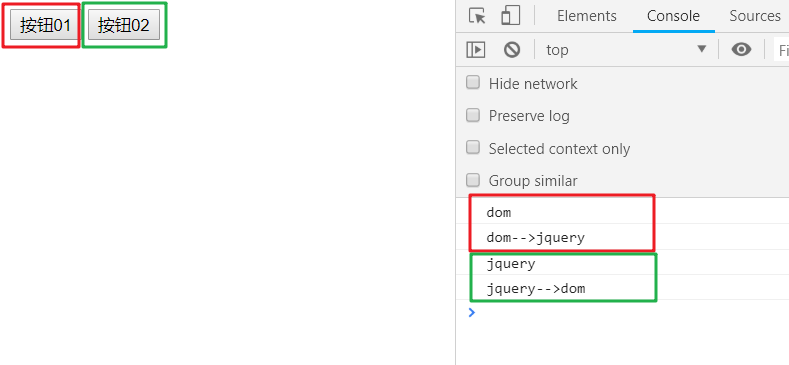 按钮01 按钮02
Elements Console Sources
top Fi
Hide network
Preserve log
Selected context only
Group similar
dom
dom-->jquery
jquery
jquery-->dom